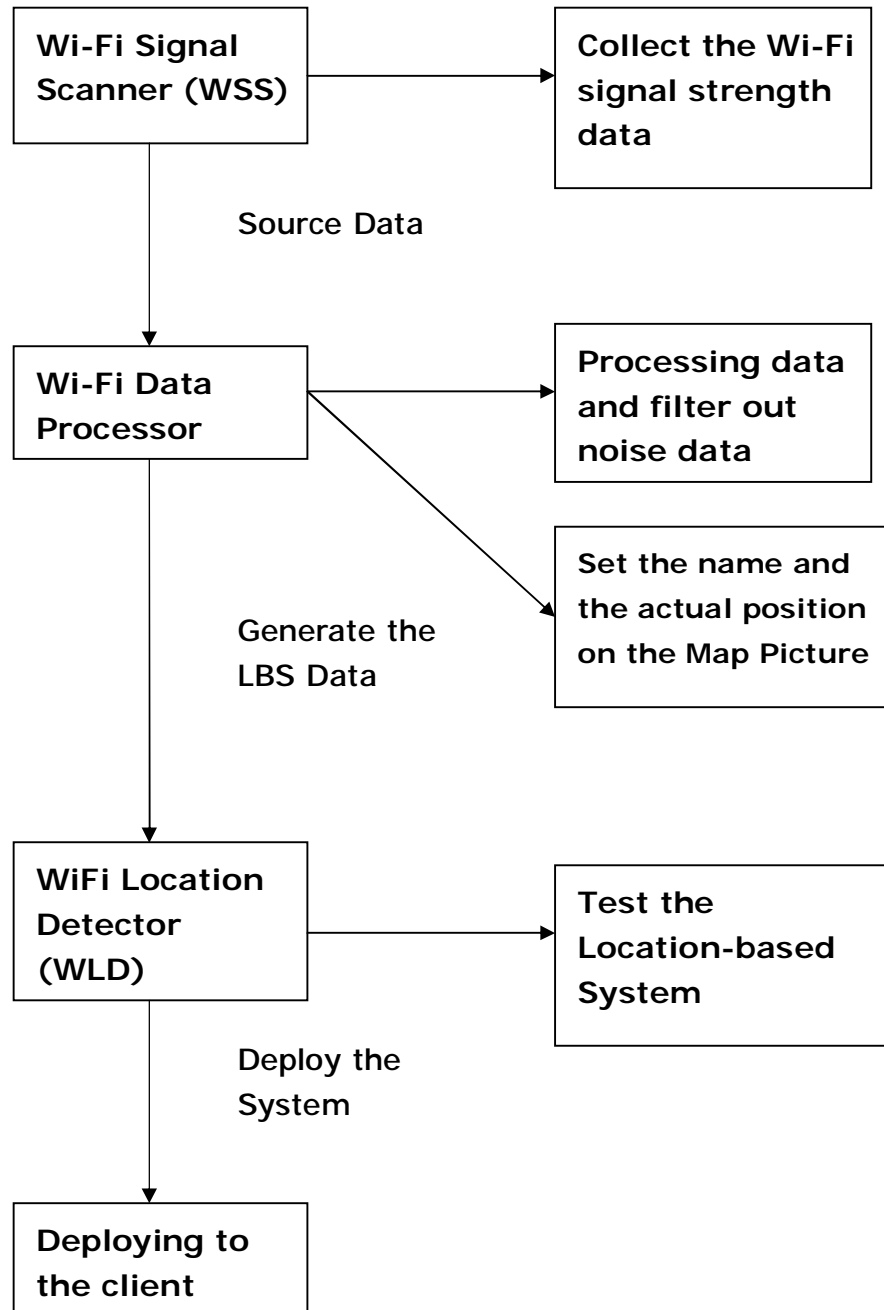 Wi-Fi Signal
Scanner (WSS)
Collect the Wi-Fi
signal strength
data
Source Data
Wi-Fi Data
Processor
Processing data
and filter out
noise data
Set the name and
the actual position
on the Map Picture
Generate the
LBS Data
WiFi Location
Detector
(WLD)
Test the
Location-based
System
Deploy the
System
Deploying to
the client